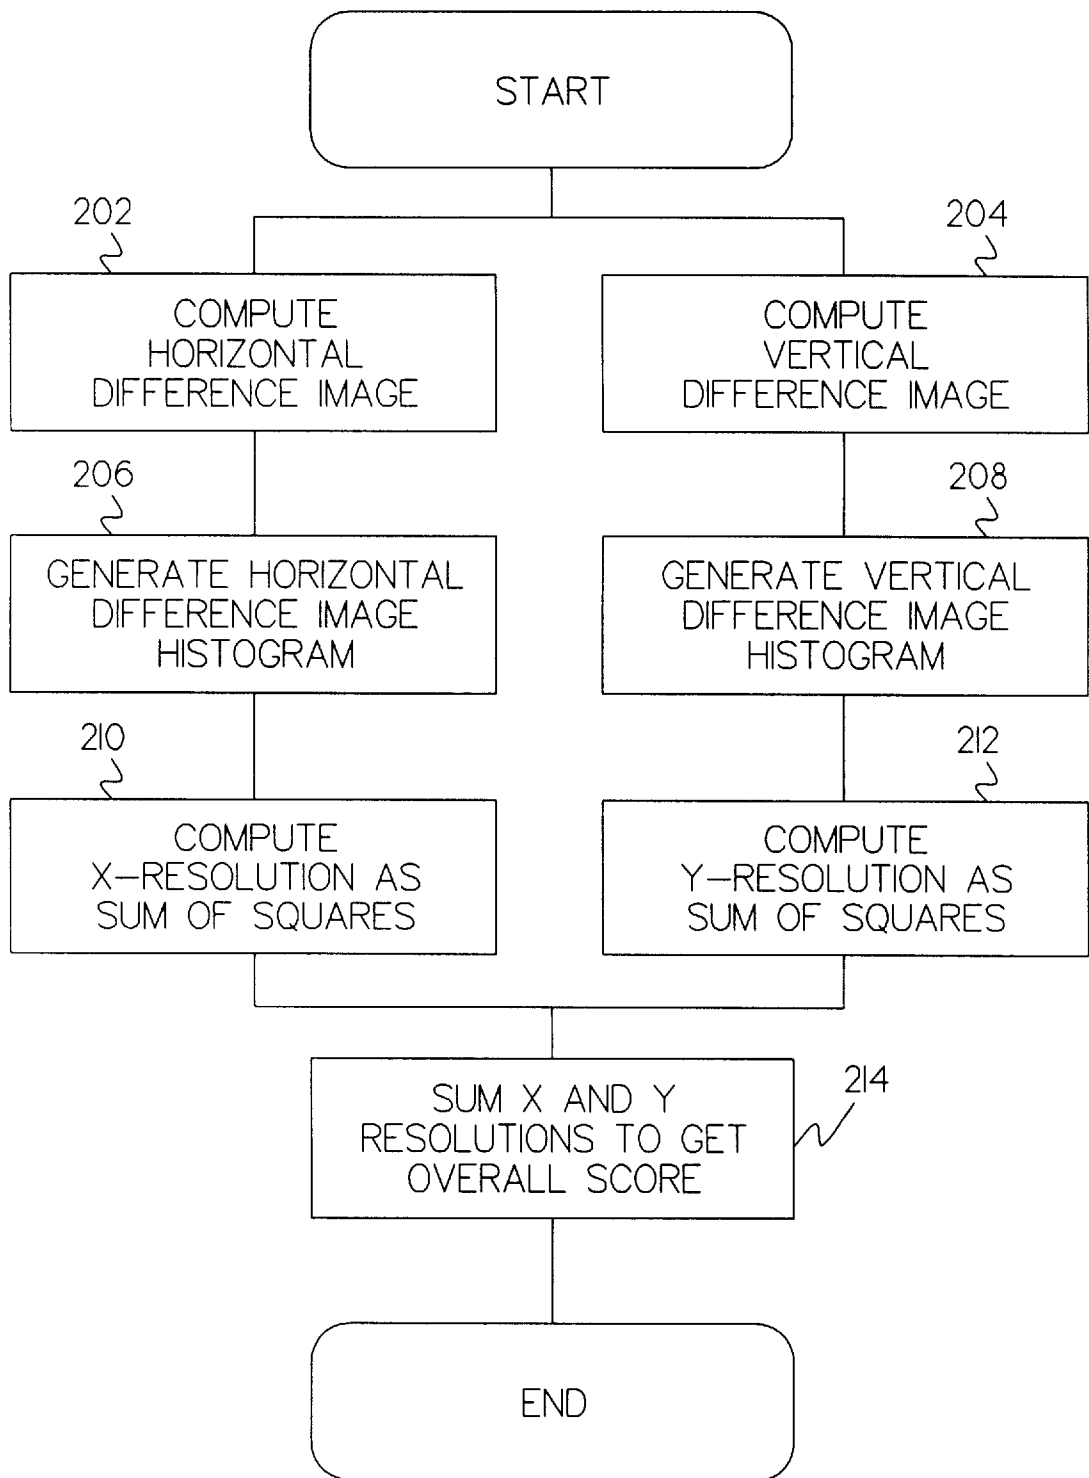 START
202
204
COMPUTE
HORIZONTAL
DIFFERENCE IMAGE
COMPUTE
VERTICAL
DIFFERENCE IMAGE
206
208
GENERATE HORIZONTAL
DIFFERENCE IMAGE
HISTOGRAM
GENERATE VERTICAL
DIFFERENCE IMAGE
HISTOGRAM
210
212
COMPUTE
X-RESOLUTION AS
SUM OF SQUARES
COMPUTE
Y-RESOLUTION AS
SUM OF SQUARES
214
SUM X AND Y
RESOLUTIONS TO GET
OVERALL SCORE
END